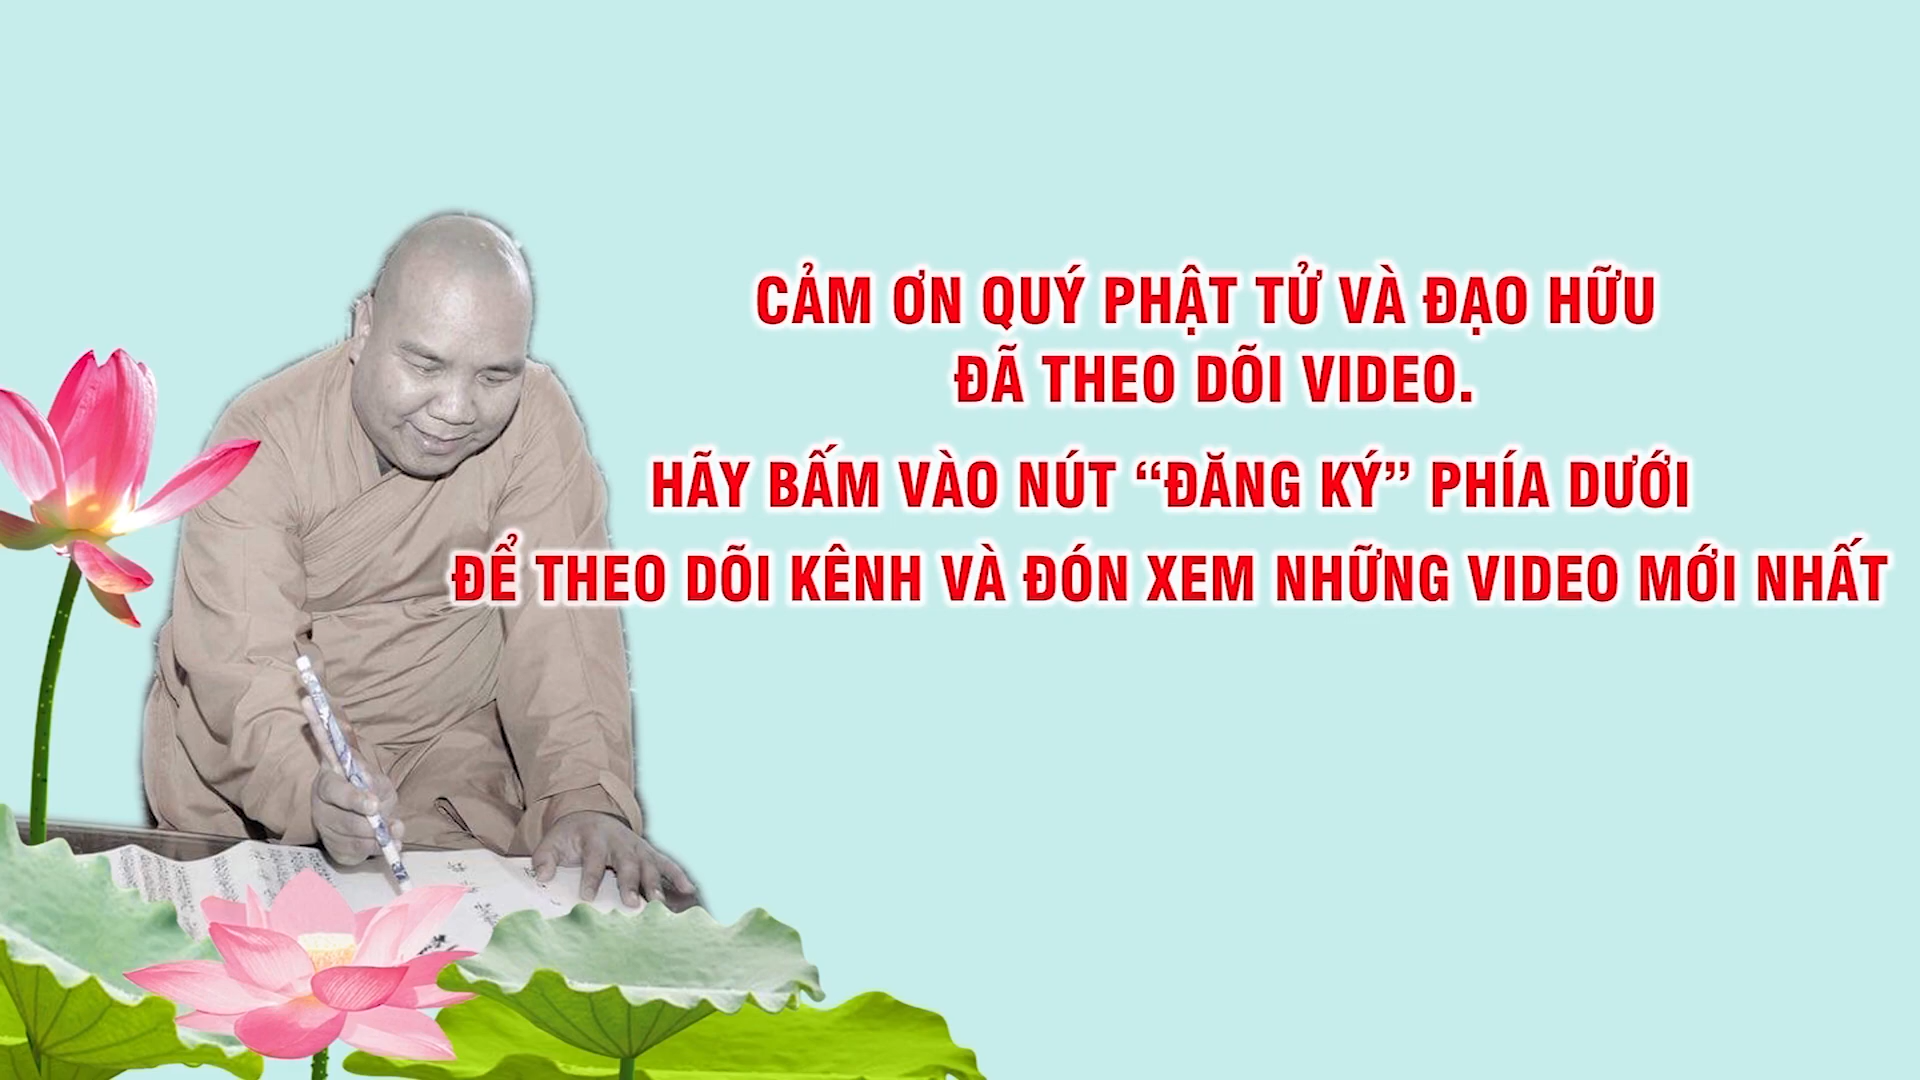 CẢM ƠN QUÝ PHẬT TỬ VÀ ĐẠO HỮU
ĐÃ THEO DÕI VIDEO.
HÃY BẤM VÀO NÚT “ĐĂNG KÝ” PHÍA DƯỚI
ĐỂ THEO DÕI KÊNH VÀ ĐÓN XEM NHỮNG VIDEO MỚI NHẤT